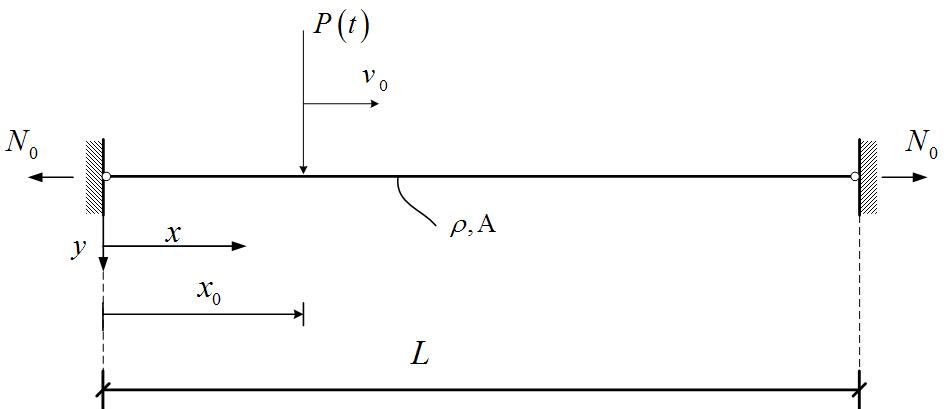 P(t)
v₀
N₀
N₀
ρ, A
y
x
x₀
L